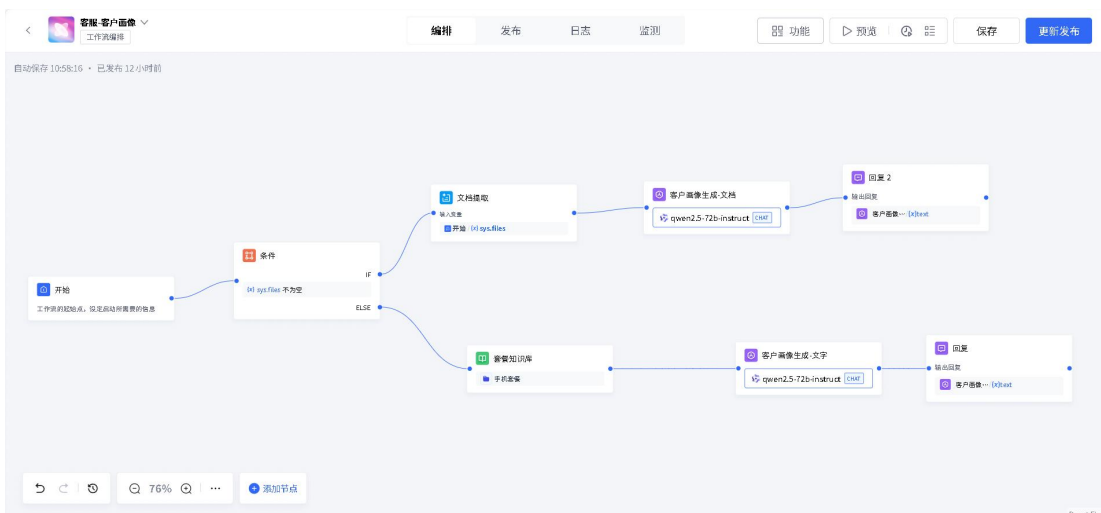 客服-客户画像
工作流编排
编排
发布
日志
监测
功能
预览
保存
更新发布
自动保存 10:58:16 · 已发布 12 小时前
开始
工作流的起始点，设定启动所需要的信息
条件
IF
{x} sys.files 不为空
ELSE
文档提取
输入变量
开始 {x} sys.files
客户画像生成-文档
qwen2.5-72b-instruct CHAT
回复 2
输出回复
客户画像··· {x}text
套餐知识库
手机套餐
客户画像生成-文字
qwen2.5-72b-instruct CHAT
回复
输出回复
客户画像··· {x}text
76%
···
添加节点